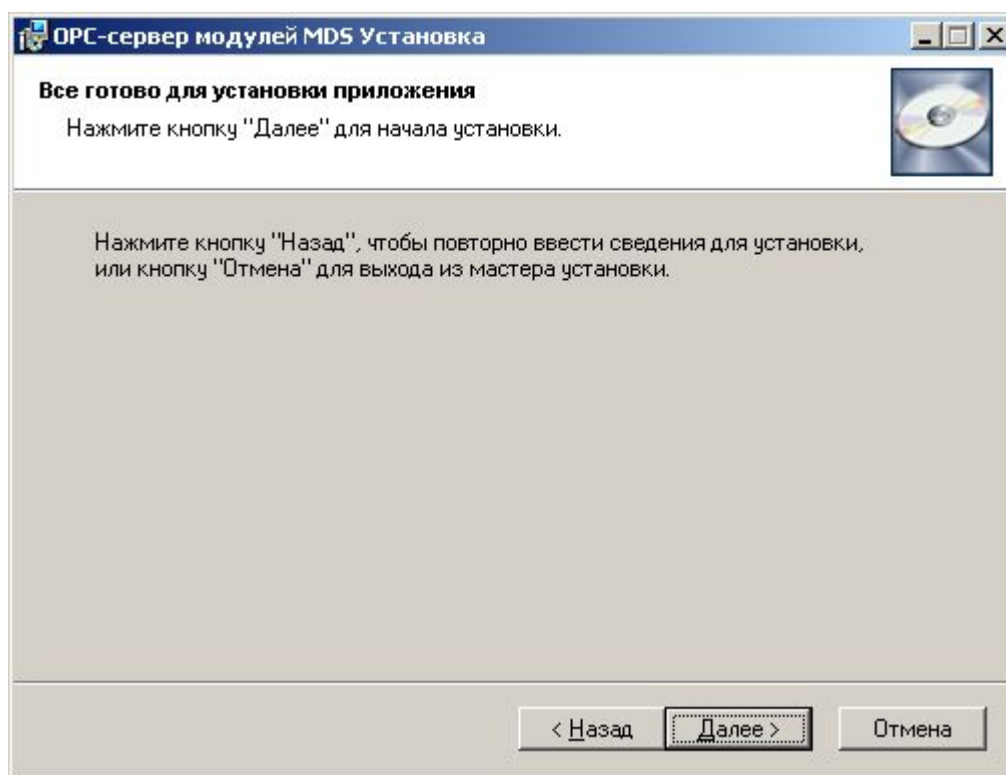 ОРС-сервер модулей MDS Установка
Все готово для установки приложения
Нажмите кнопку "Далее" для начала установки.
Нажмите кнопку "Назад", чтобы повторно ввести сведения для установки,
или кнопку "Отмена" для выхода из мастера установки.
< Назад
Далее >
Отмена